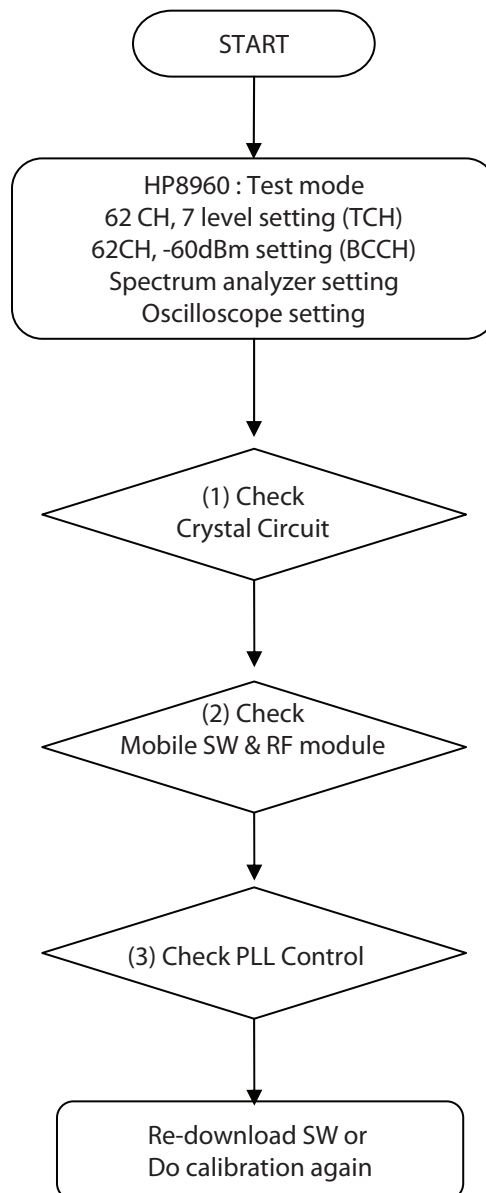 START
HP8960 : Test mode
62 CH, 7 level setting (TCH)
62CH, -60dBm setting (BCCH)
Spectrum analyzer setting
Oscilloscope setting
(1) Check
Crystal Circuit
(2) Check
Mobile SW & RF module
(3) Check PLL Control
Re-download SW or
Do calibration again